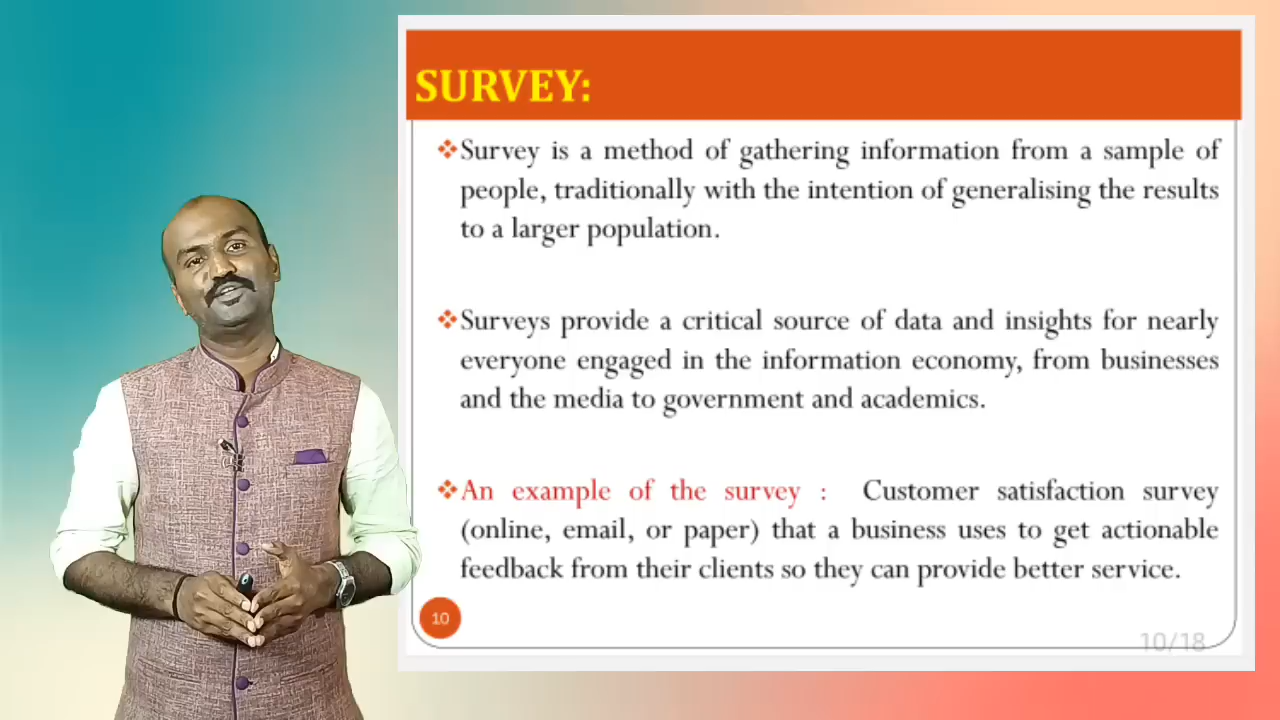 SURVEY:
❖Survey is a method of gathering information from a sample of
people, traditionally with the intention of generalising the results
to a larger population.
❖Surveys provide a critical source of data and insights for nearly
everyone engaged in the information economy, from businesses
and the media to government and academics.
❖An example of the survey : Customer satisfaction survey
(online, email, or paper) that a business uses to get actionable
feedback from their clients so they can provide better service.
10
10/18